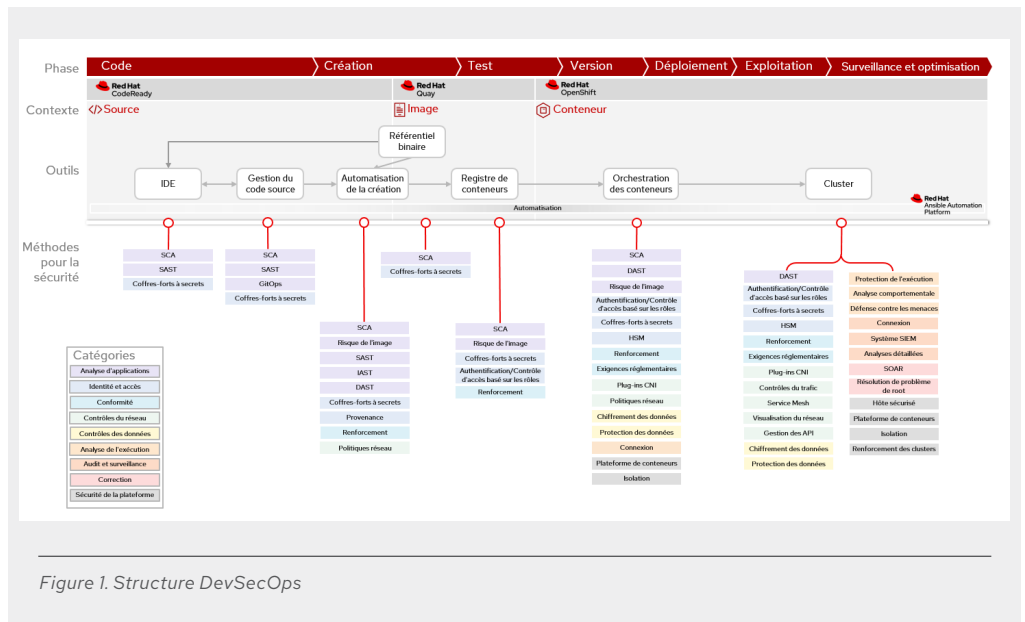 Phase
Code
Création
Test
Version
Déploiement
Exploitation
Surveillance et optimisation
Red Hat
CodeReady
Red Hat
Quay
Red Hat
OpenShift
Contexte
</>Source
Image
Conteneur
Outils
Référentiel
binaire
IDE
Gestion du
code source
Automatisation
de la création
Registre de
conteneurs
Orchestration
des conteneurs
Cluster
Red Hat
Ansible Automation
Platform
Automatisation
Méthodes
pour la
sécurité
SCA
SAST
Coffres-forts à secrets
SCA
SAST
GitOps
Coffres-forts à secrets
SCA
Risque de l'image
SAST
IAST
DAST
Coffres-forts à secrets
Provenance
Renforcement
Politiques réseau
SCA
Coffres-forts à secrets
SCA
Risque de l'image
Coffres-forts à secrets
Authentification/Contrôle
d'accès basé sur les rôles
Renforcement
SCA
DAST
Risque de l'image
Authentification/Contrôle
d'accès basé sur les rôles
Coffres-forts à secrets
HSM
Renforcement
Exigences réglementaires
Plug-ins CNI
Politiques réseau
Chiffrement des données
Protection des données
Connexion
Plateforme de conteneurs
Isolation
DAST
Authentification/Contrôle
d'accès basé sur les rôles
Coffres-forts à secrets
HSM
Renforcement
Exigences réglementaires
Plug-ins CNI
Contrôles du trafic
Service Mesh
Visualisation du réseau
Gestion des API
Chiffrement des données
Protection des données
Protection de l'exécution
Analyse comportementale
Défense contre les menaces
Connexion
Système SIEM
Analyses détaillées
SOAR
Résolution de problème
de root
Hôte sécurisé
Plateforme de conteneurs
Isolation
Renforcement des clusters
Catégories
Analyse d'applications
Identité et accès
Conformité
Contrôles du réseau
Contrôles des données
Analyse de l'exécution
Audit et surveillance
Correction
Sécurité de la plateforme
Figure 1. Structure DevSecOps